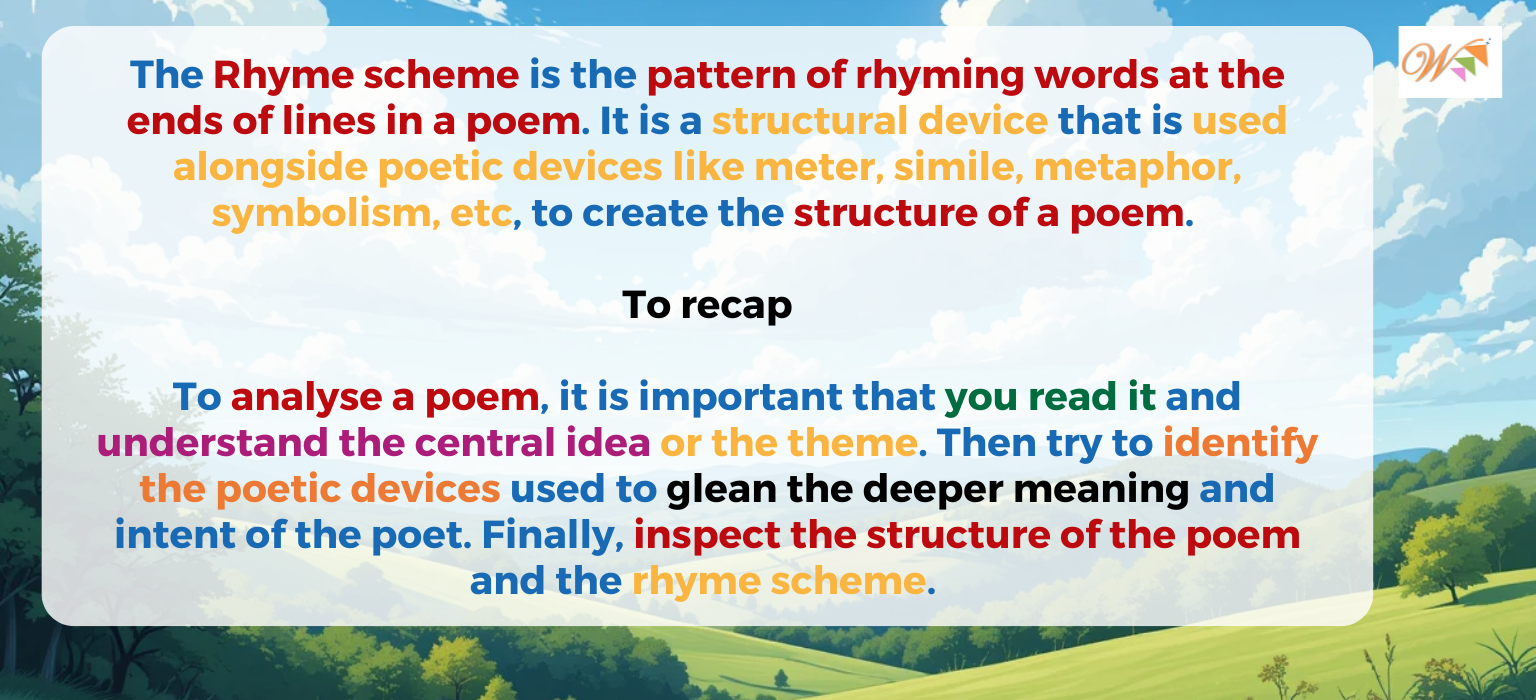 The Rhyme scheme is the pattern of rhyming words at the
ends of lines in a poem. It is a structural device that is used
alongside poetic devices like meter, simile, metaphor,
symbolism, etc, to create the structure of a poem.
To recap
To analyse a poem, it is important that you read it and
understand the central idea or the theme. Then try to identify
the poetic devices used to glean the deeper meaning and
intent of the poet. Finally, inspect the structure of the poem
and the rhyme scheme.
W